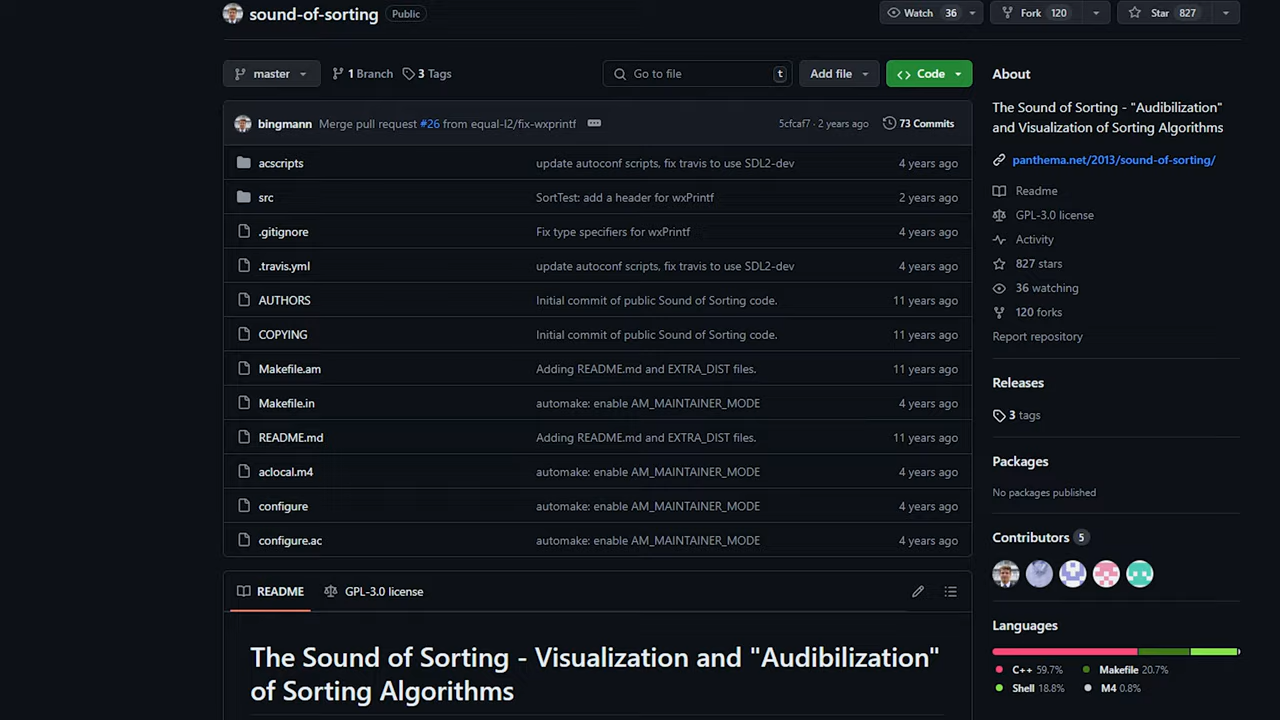 sound-of-sorting Public Watch 36 Fork 120 Star 827
master 1 Branch 3 Tags Go to file t Add file Code
bingmann Merge pull request #26 from equal-l2/fix-wxprintf 5cfcaf7 · 2 years ago 73 Commits
acscripts update autoconf scripts, fix travis to use SDL2-dev 4 years ago
src SortTest: add a header for wxPrintf 2 years ago
.gitignore Fix type specifiers for wxPrintf 4 years ago
.travis.yml update autoconf scripts, fix travis to use SDL2-dev 4 years ago
AUTHORS Initial commit of public Sound of Sorting code. 11 years ago
COPYING Initial commit of public Sound of Sorting code. 11 years ago
Makefile.am Adding README.md and EXTRA_DIST files. 11 years ago
Makefile.in automake: enable AM_MAINTAINER_MODE 4 years ago
README.md Adding README.md and EXTRA_DIST files. 11 years ago
aclocal.m4 automake: enable AM_MAINTAINER_MODE 4 years ago
configure automake: enable AM_MAINTAINER_MODE 4 years ago
configure.ac automake: enable AM_MAINTAINER_MODE 4 years ago
README GPL-3.0 license
The Sound of Sorting - Visualization and "Audibilization"
of Sorting Algorithms
About
The Sound of Sorting - "Audibilization"
and Visualization of Sorting Algorithms
panthema.net/2013/sound-of-sorting/
Readme
GPL-3.0 license
Activity
827 stars
36 watching
120 forks
Report repository
Releases
3 tags
Packages
No packages published
Contributors 5
Languages
C++ 59.7% Makefile 20.7%
Shell 18.8% M4 0.8%